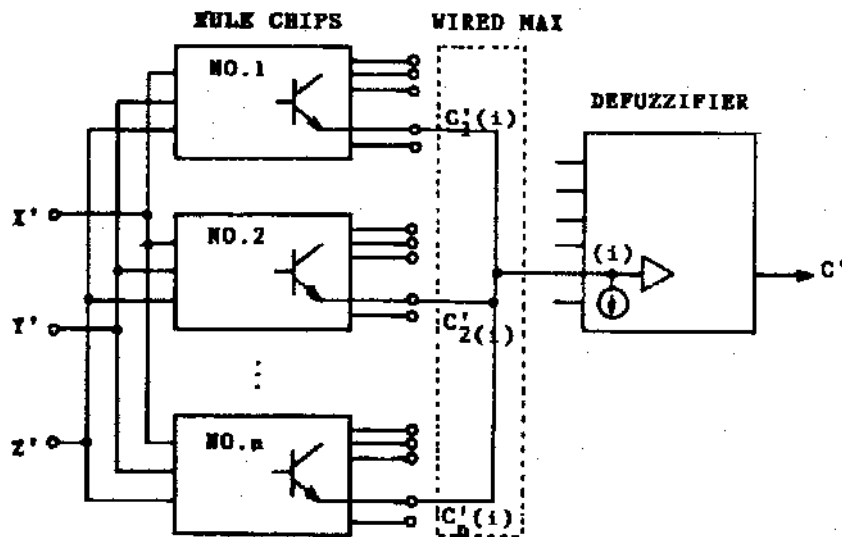 RULE CHIPS
WIRED MAX
NO.1
C'1(i)
DEFUZZIFIER
X'
NO.2
(i)
C'
Y'
C'2(i)
Z'
NO.n
C'n(i)